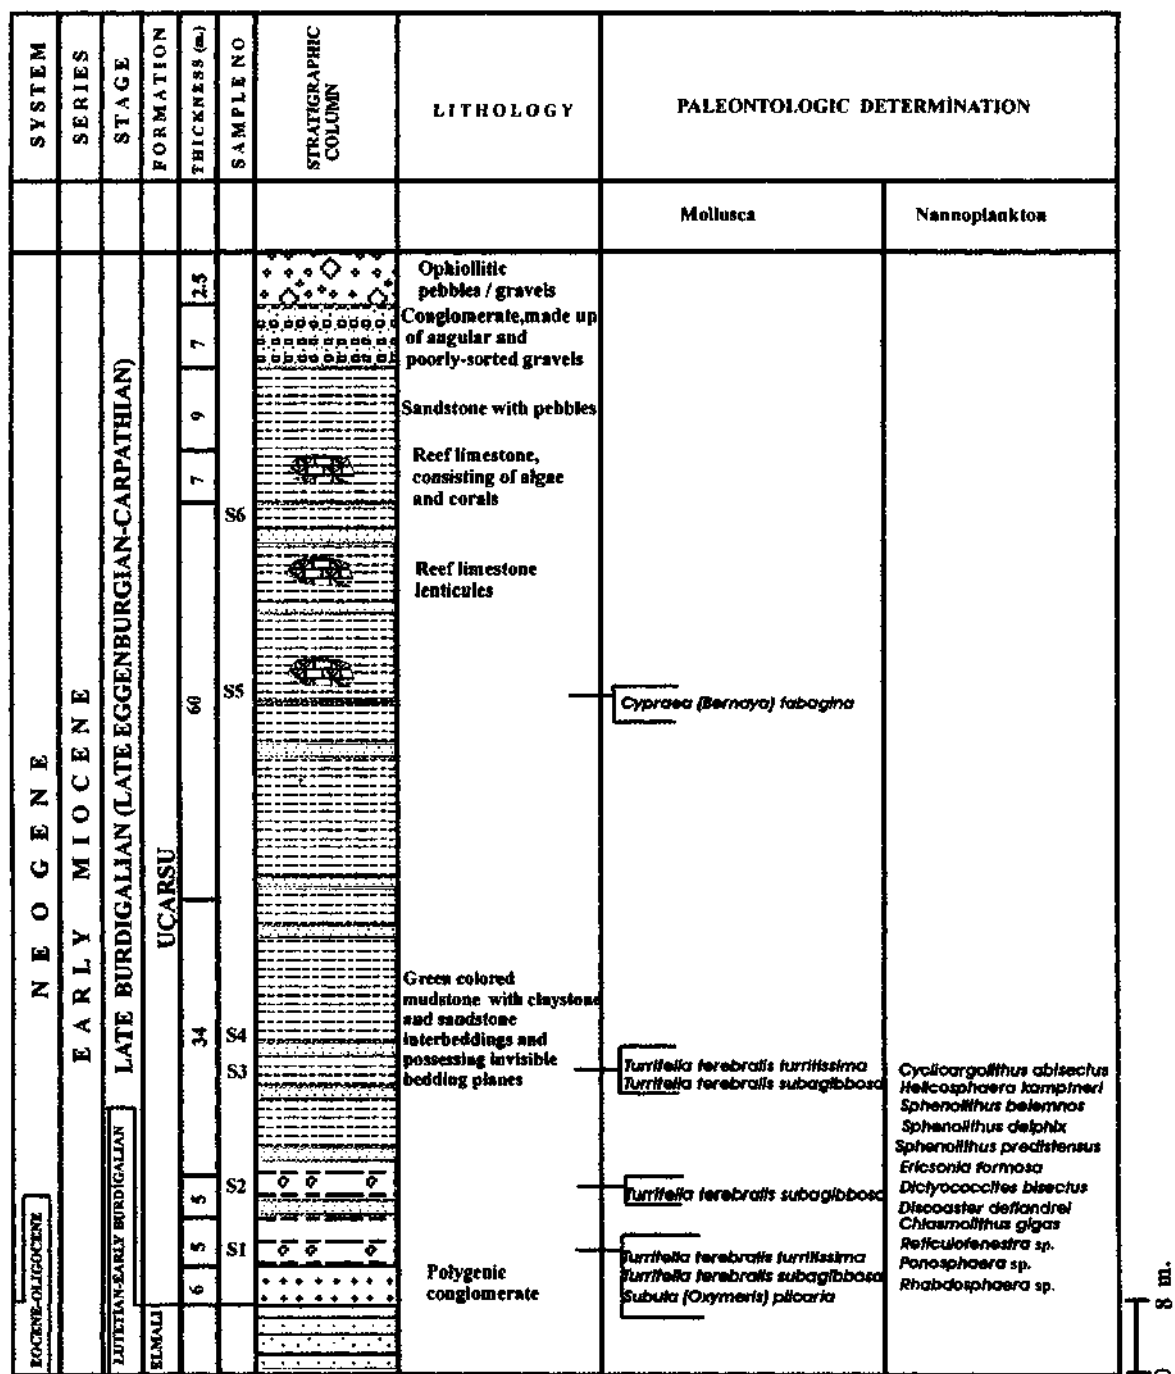 SYSTEM
SERIES
STAGE
FORMATION
THICKNESS (m.)
SAMPLE NO
STRATIGRAPHIC
COLUMN
LITHOLOGY
PALEONTOLOGIC DETERMİNATION
Mollusca
Nannoplankton
NEOGENE
EOCENE-OLIGOCENE
EARLY MIOCENE
LATE BURDIGALIAN (LATE EGGENBURGIAN-CARPATHIAN)
LUTETIAN-EARLY BURDIGALIAN
UÇARSU
ELMALI
2.5
7
9
7
60
34
5
5
6
S6
S5
S4
S3
S2
S1
Ophiollitic
pebbles / gravels
Conglomerate,made up
of angular and
poorly-sorted gravels
Sandstone with pebbles
Reef limestone,
consisting of algae
and corals
Reef limestone
lenticules
Green colored
mudstone with claystone
and sandstone
interbeddings and
possessing invisible
bedding planes
Polygenic
conglomerate
Cypraea (Bernaya) fabagina
Turritella terebralis turritissima
Turritella terebralis subagibbosa
Turritella terebralis subagibbosa
Turritella terebralis turritissima
Turritella terebralis subagibbosa
Subula (Oxymeris) plicaria
Cyclicargolithus abisectus
Helicosphaera kamptneri
Sphenolithus belemnos
Sphenolithus delphix
Sphenolithus predistensus
Ericsonia formosa
Dictyococcites bisectus
Discoaster deflandrei
Chiasmolithus gigas
Reticulofenestra sp.
Ponosphaera sp.
Rhabdosphaera sp.
8 m.
0